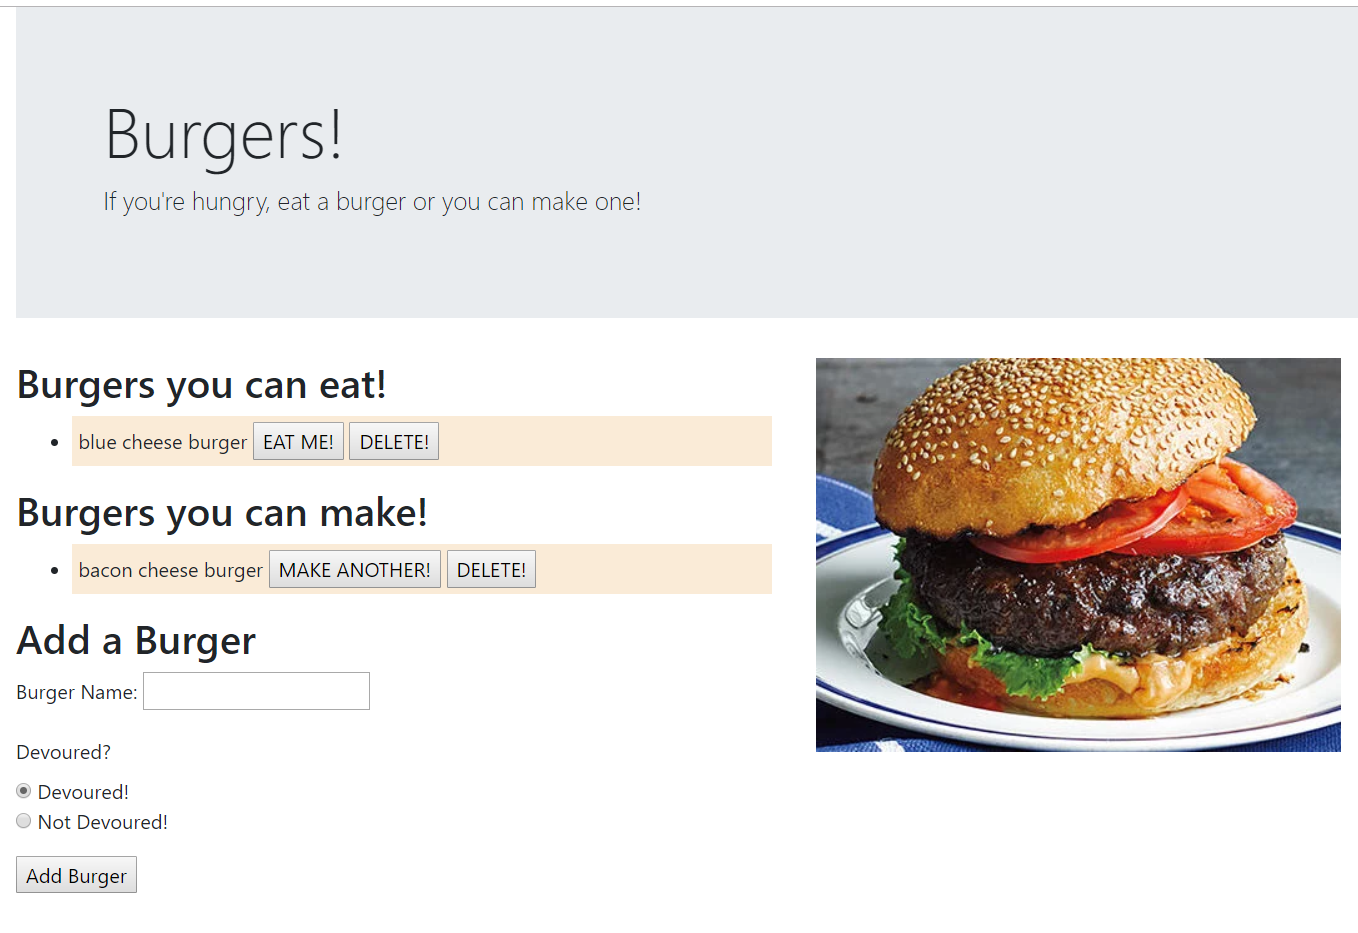 Burgers!
If you're hungry, eat a burger or you can make one!
Burgers you can eat!
blue cheese burger EAT ME! DELETE!
Burgers you can make!
bacon cheese burger MAKE ANOTHER! DELETE!
Add a Burger
Burger Name:
Devoured?
Devoured!
Not Devoured!
Add Burger